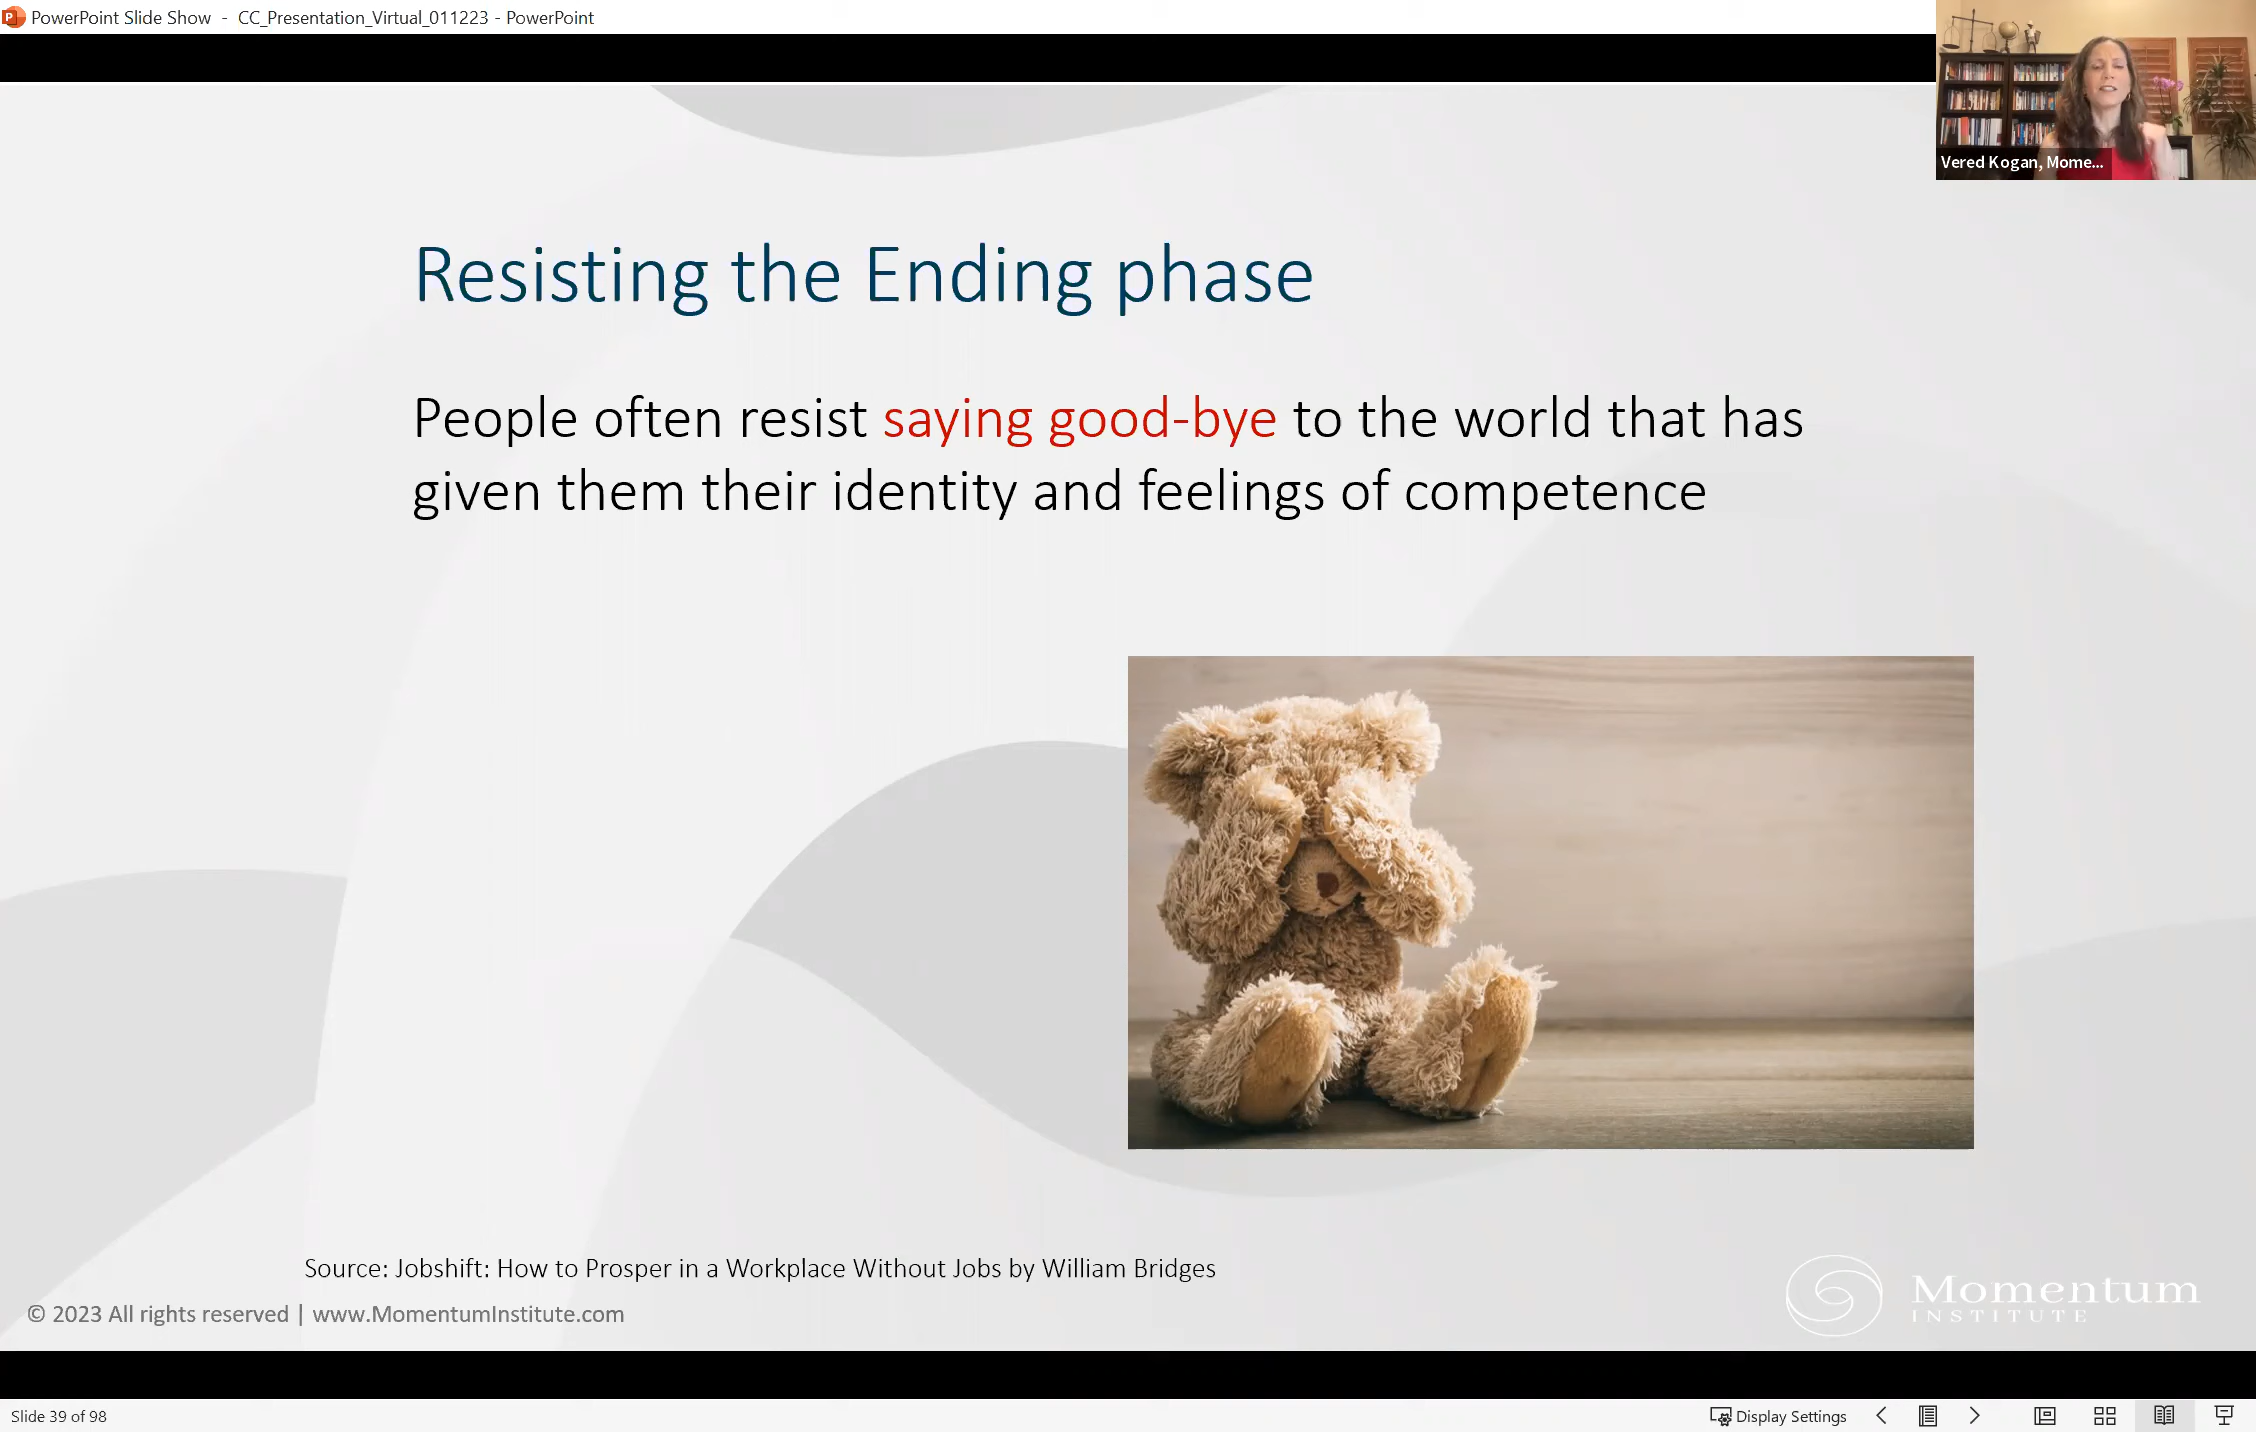 PowerPoint Slide Show - CC_Presentation_Virtual_011223 - PowerPoint
Vered Kogan, Mome...
Resisting the Ending phase
People often resist saying good-bye to the world that has
given them their identity and feelings of competence
Source: Jobshift: How to Prosper in a Workplace Without Jobs by William Bridges
© 2023 All rights reserved | www.MomentumInstitute.com
Momentum
INSTITUTE
Slide 39 of 98
Display Settings